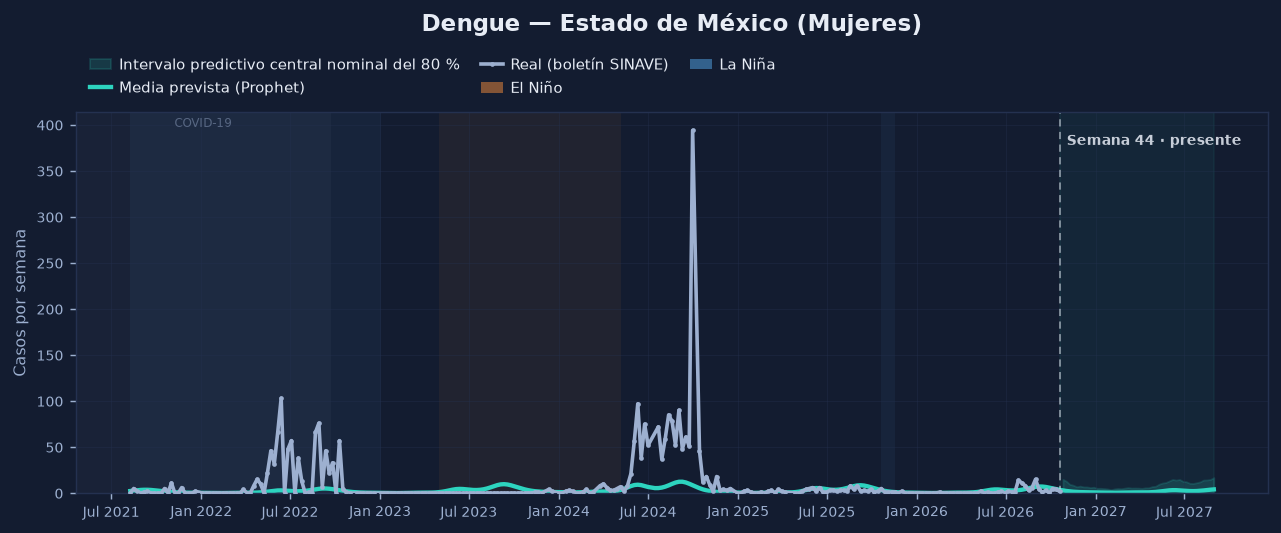 Dengue — Estado de México (Mujeres)
Intervalo predictivo central nominal del 80 %
Real (boletín SINAVE)
La Niña
Media prevista (Prophet)
El Niño
COVID-19
Semana 44 · presente
Casos por semana
400
350
300
250
200
150
100
50
0
Jul 2021
Jan 2022
Jul 2022
Jan 2023
Jul 2023
Jan 2024
Jul 2024
Jan 2025
Jul 2025
Jan 2026
Jul 2026
Jan 2027
Jul 2027